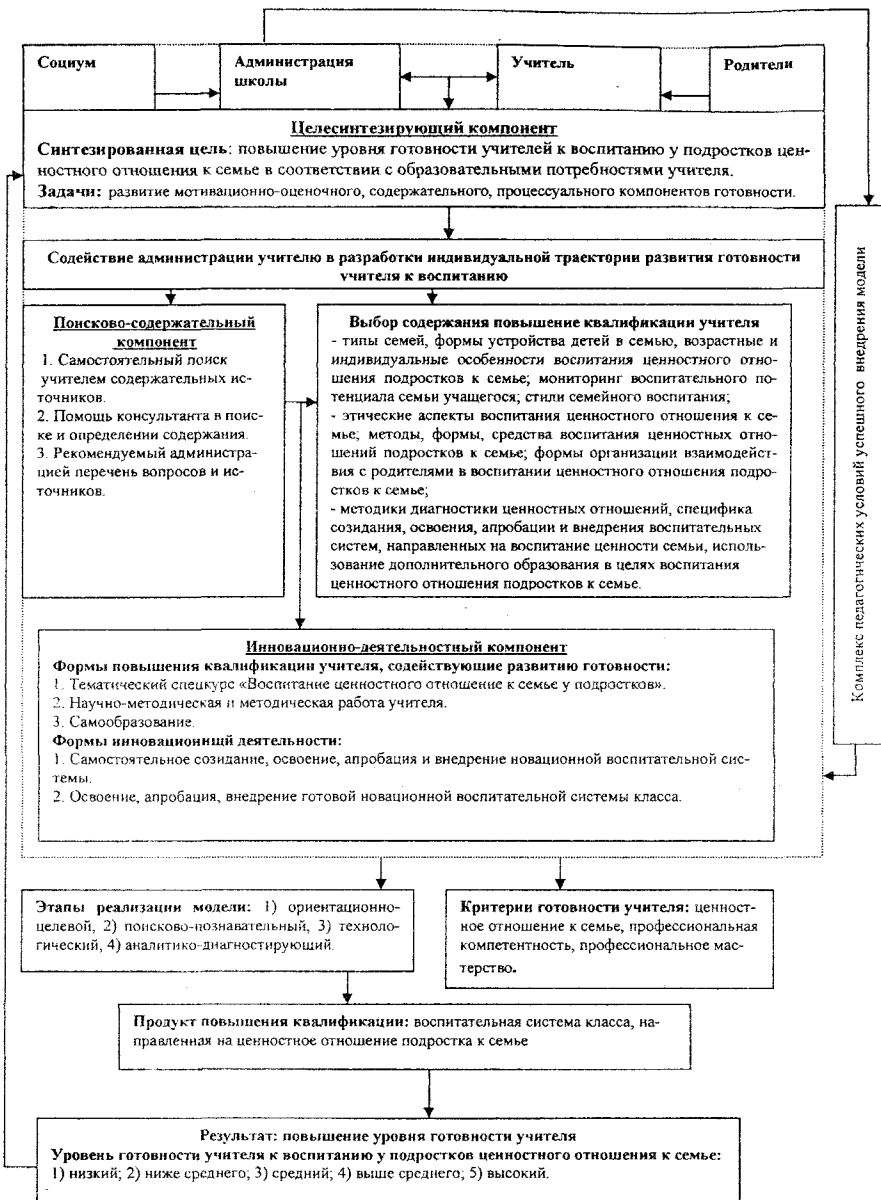 Социум
Администрация
школы
Учитель
Родители
Целесинтезирующий компонент
Синтезированная цель: повышение уровня готовности учителей к воспитанию у подростков цен-
ностного отношения к семье в соответствии с образовательными потребностями учителя.
Задачи: развитие мотивационно-оценочного, содержательного, процессуального компонентов готовности.
Содействие администрации учителю в разработки индивидуальной траектории развития готовности
учителя к воспитанию
Поисково-содержательный
компонент
1. Самостоятельный поиск
учителем содержательных ис-
точников.
2. Помощь консультанта в поис-
ке и определении содержания.
3. Рекомендуемый администра-
цией перечень вопросов и ис-
точников.
Выбор содержания повышение квалификации учителя
- типы семей, формы устройства детей в семью, возрастные и
индивидуальные особенности воспитания ценностного отно-
шения подростков к семье; мониторинг воспитательного по-
тенциала семьи учащегося; стили семейного воспитания;
- этические аспекты воспитания ценностного отношения к се-
мье; методы, формы, средства воспитания ценностных отно-
шений подростков к семье; формы организации взаимодейст-
вия с родителями в воспитании ценностного отношения подро-
стков к семье;
- методики диагностики ценностных отношений, специфика
созидания, освоения, апробации и внедрения воспитательных
систем, направленных на воспитание ценности семьи, исполь-
зование дополнительного образования в целях воспитания
ценностного отношения подростков к семье.
Комплекс педагогических условий успешного внедрения модели
Инновационно-деятельностный компонент
Формы повышения квалификации учителя, содействующие развитию готовности:
1. Тематический спецкурс «Воспитание ценностного отношение к семье у подростков».
2. Научно-методическая и методическая работа учителя.
3. Самообразование.
Формы инновационнщй деятельности:
1. Самостоятельное созидание, освоение, апробация и внедрение новационной воспитательной сис-
темы.
2. Освоение, апробация, внедрение готовой новационной воспитательной системы класса.
Этапы реализации модели: 1) ориентационно-
целевой, 2) поисково-познавательный, 3) техноло-
гический, 4) аналитико-диагностирующий.
Критерии готовности учителя: ценност-
ное отношение к семье, профессиональная
компетентность, профессиональное мас-
терство.
Продукт повышения квалификации: воспитательная система класса, на-
правленная на ценностное отношение подростка к семье
Результат: повышение уровня готовности учителя
Уровень готовности учителя к воспитанию у подростков ценностного отношения к семье:
1) низкий; 2) ниже среднего; 3) средний; 4) выше среднего; 5) высокий.